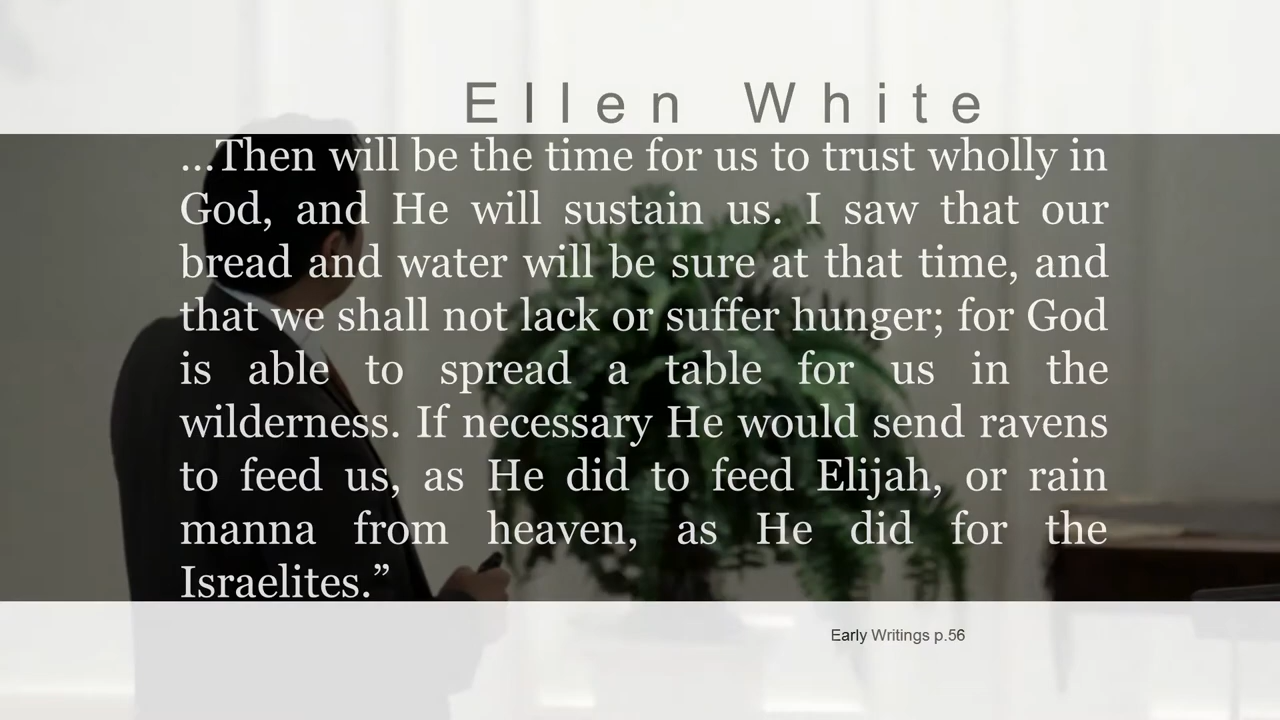 Ellen White
...Then will be the time for us to trust wholly in
God, and He will sustain us. I saw that our
bread and water will be sure at that time, and
that we shall not lack or suffer hunger; for God
is able to spread a table for us in the
wilderness. If necessary He would send ravens
to feed us, as He did to feed Elijah, or rain
manna from heaven, as He did for the
Israelites.”
Early Writings p.56